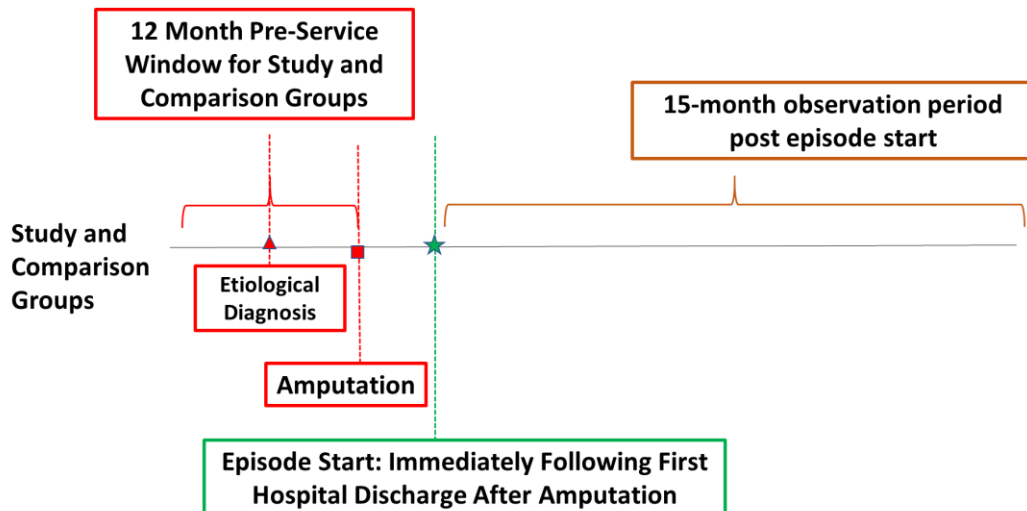 12 Month Pre-Service
Window for Study and
Comparison Groups
15-month observation period
post episode start
Study and
Comparison
Groups
Etiological
Diagnosis
Amputation
Episode Start: Immediately Following First
Hospital Discharge After Amputation